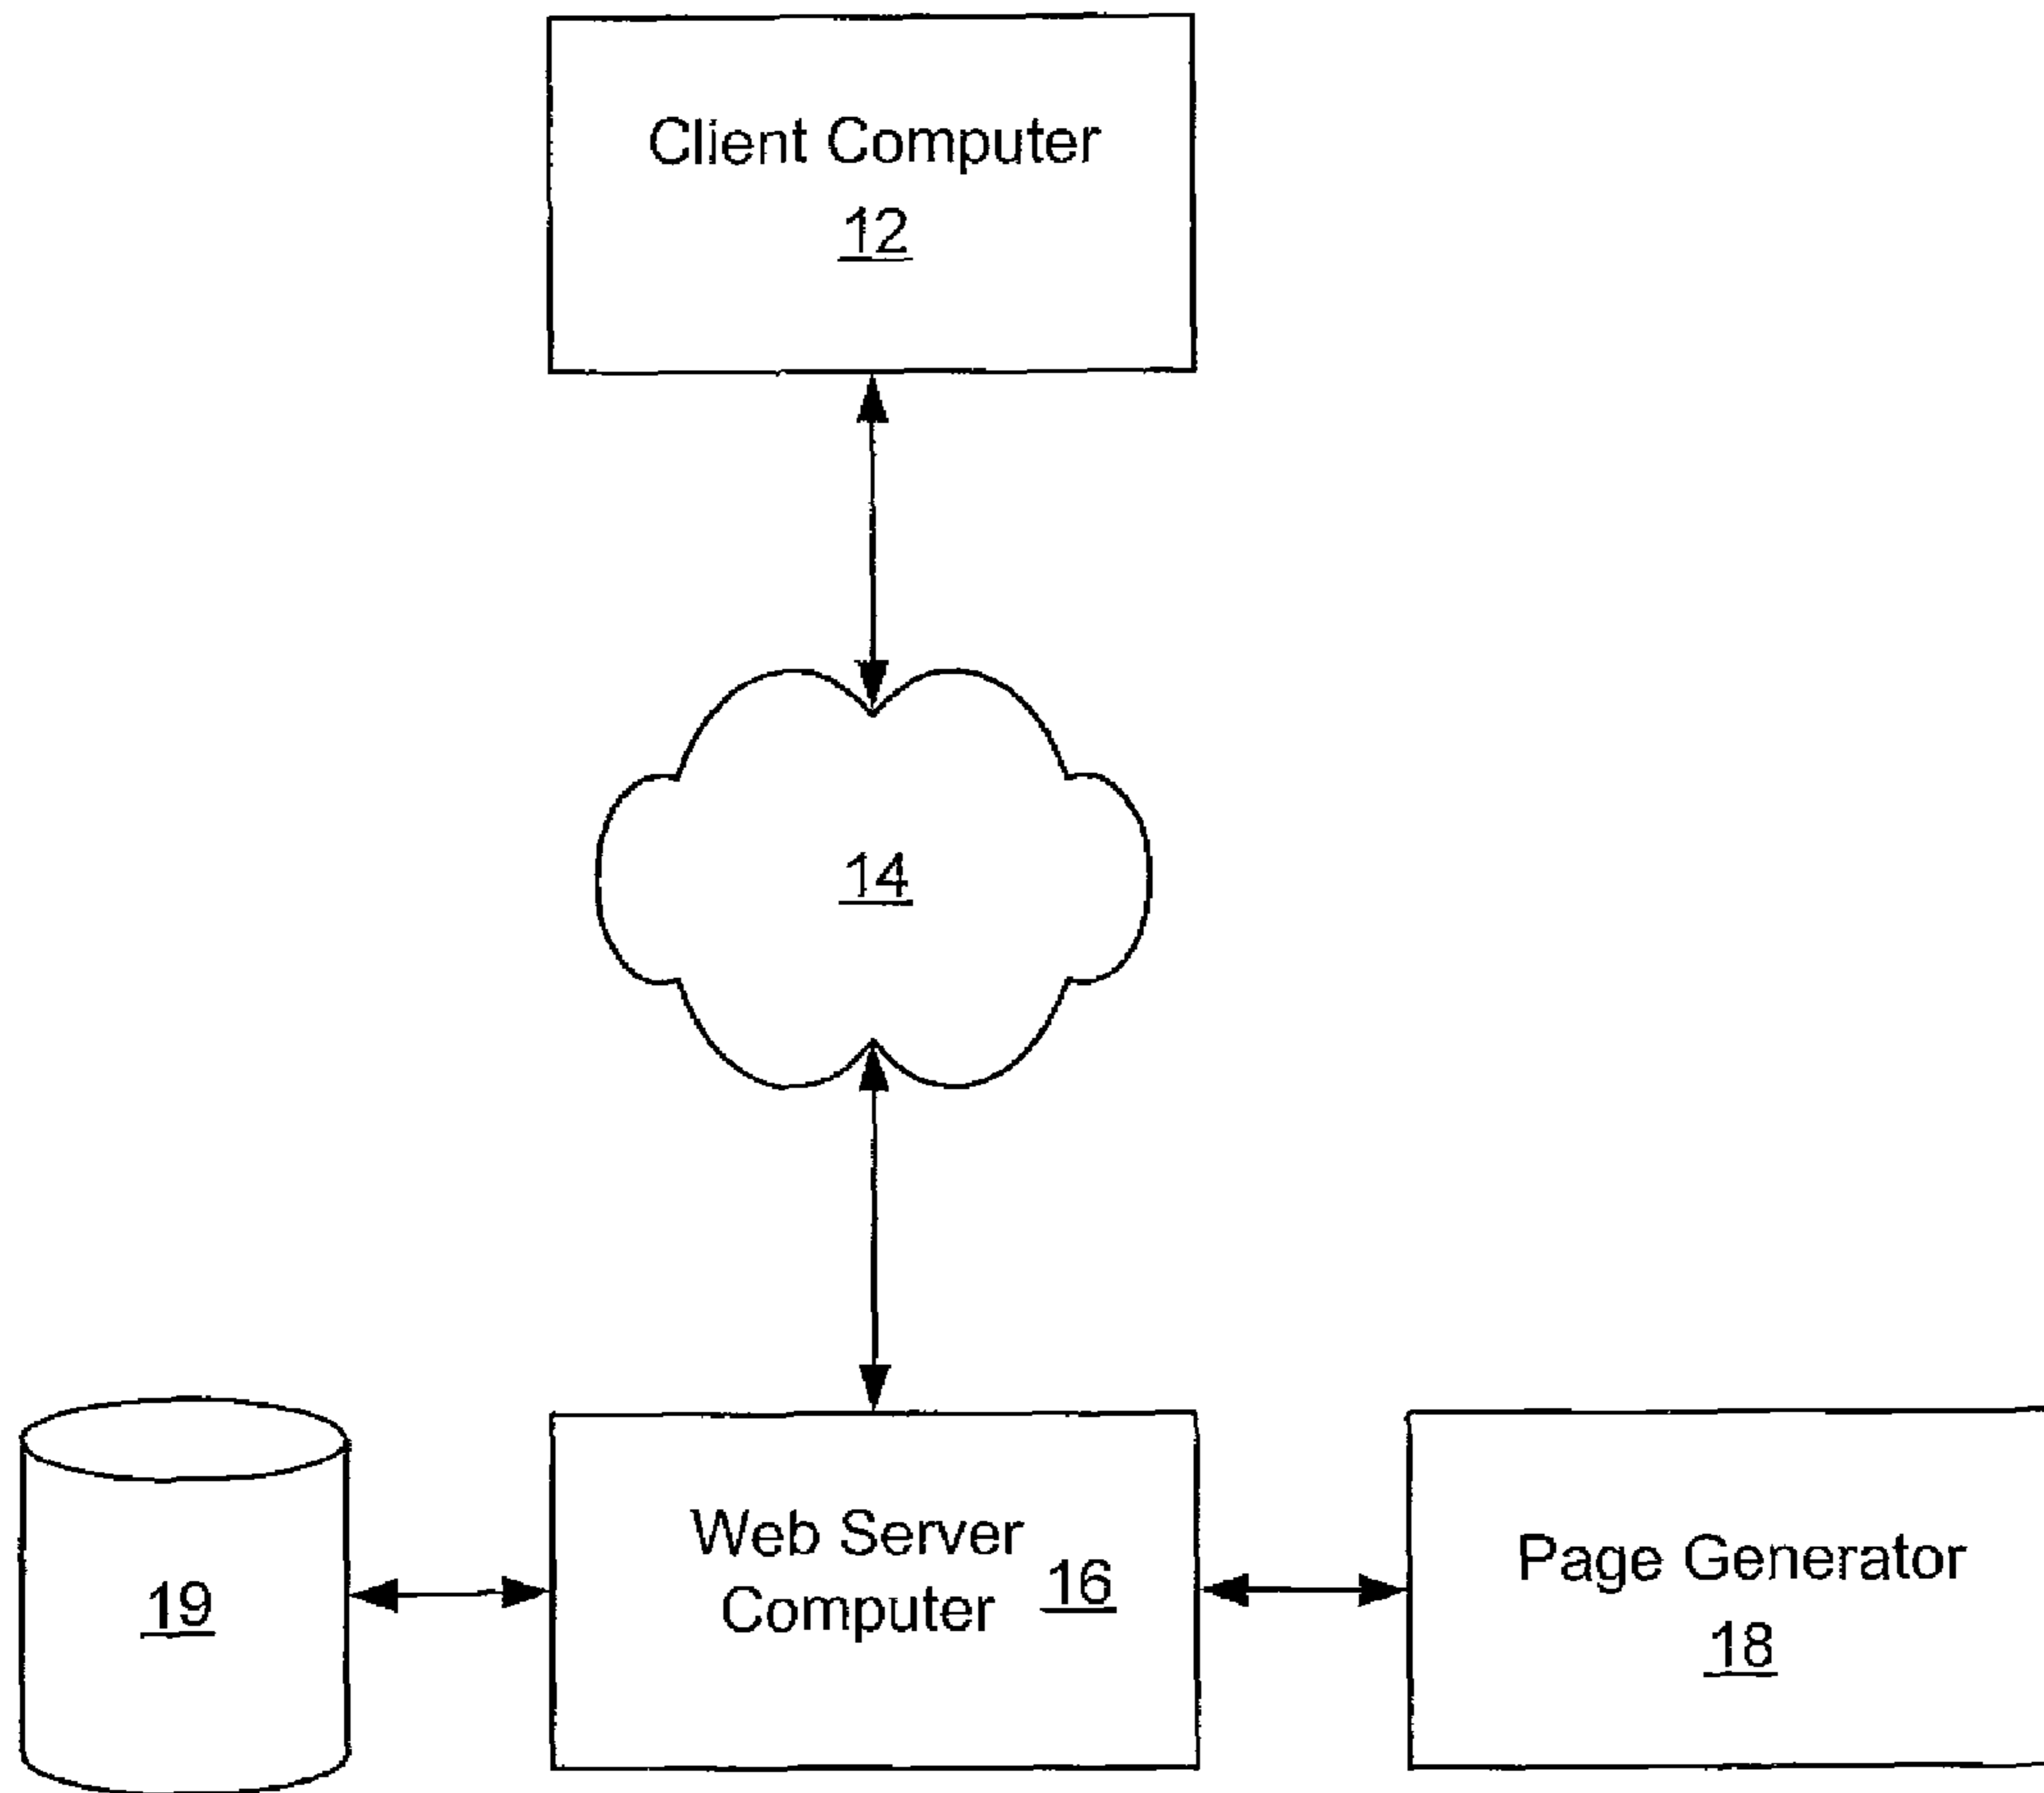 Client Computer
12
14
19
Web Server
Computer
16
Page Generator
18